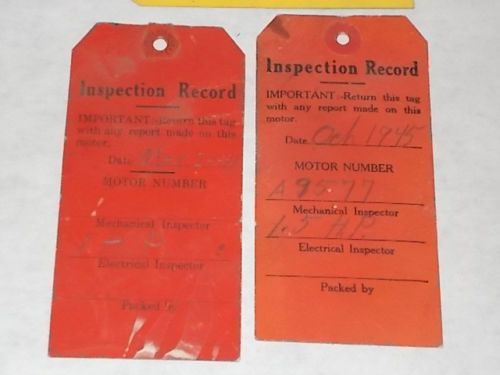 Inspection Record
IMPORTANT:-Return this tag
with any report made on this
motor.
Date
MOTOR NUMBER
Mechanical Inspector
Electrical Inspector
Packed by
Inspection Record
IMPORTANT:-Return this tag
with any report made on this
motor.
Date Oct 1945
MOTOR NUMBER
A9577
Mechanical Inspector
1.5 H.P.
Electrical Inspector
Packed by